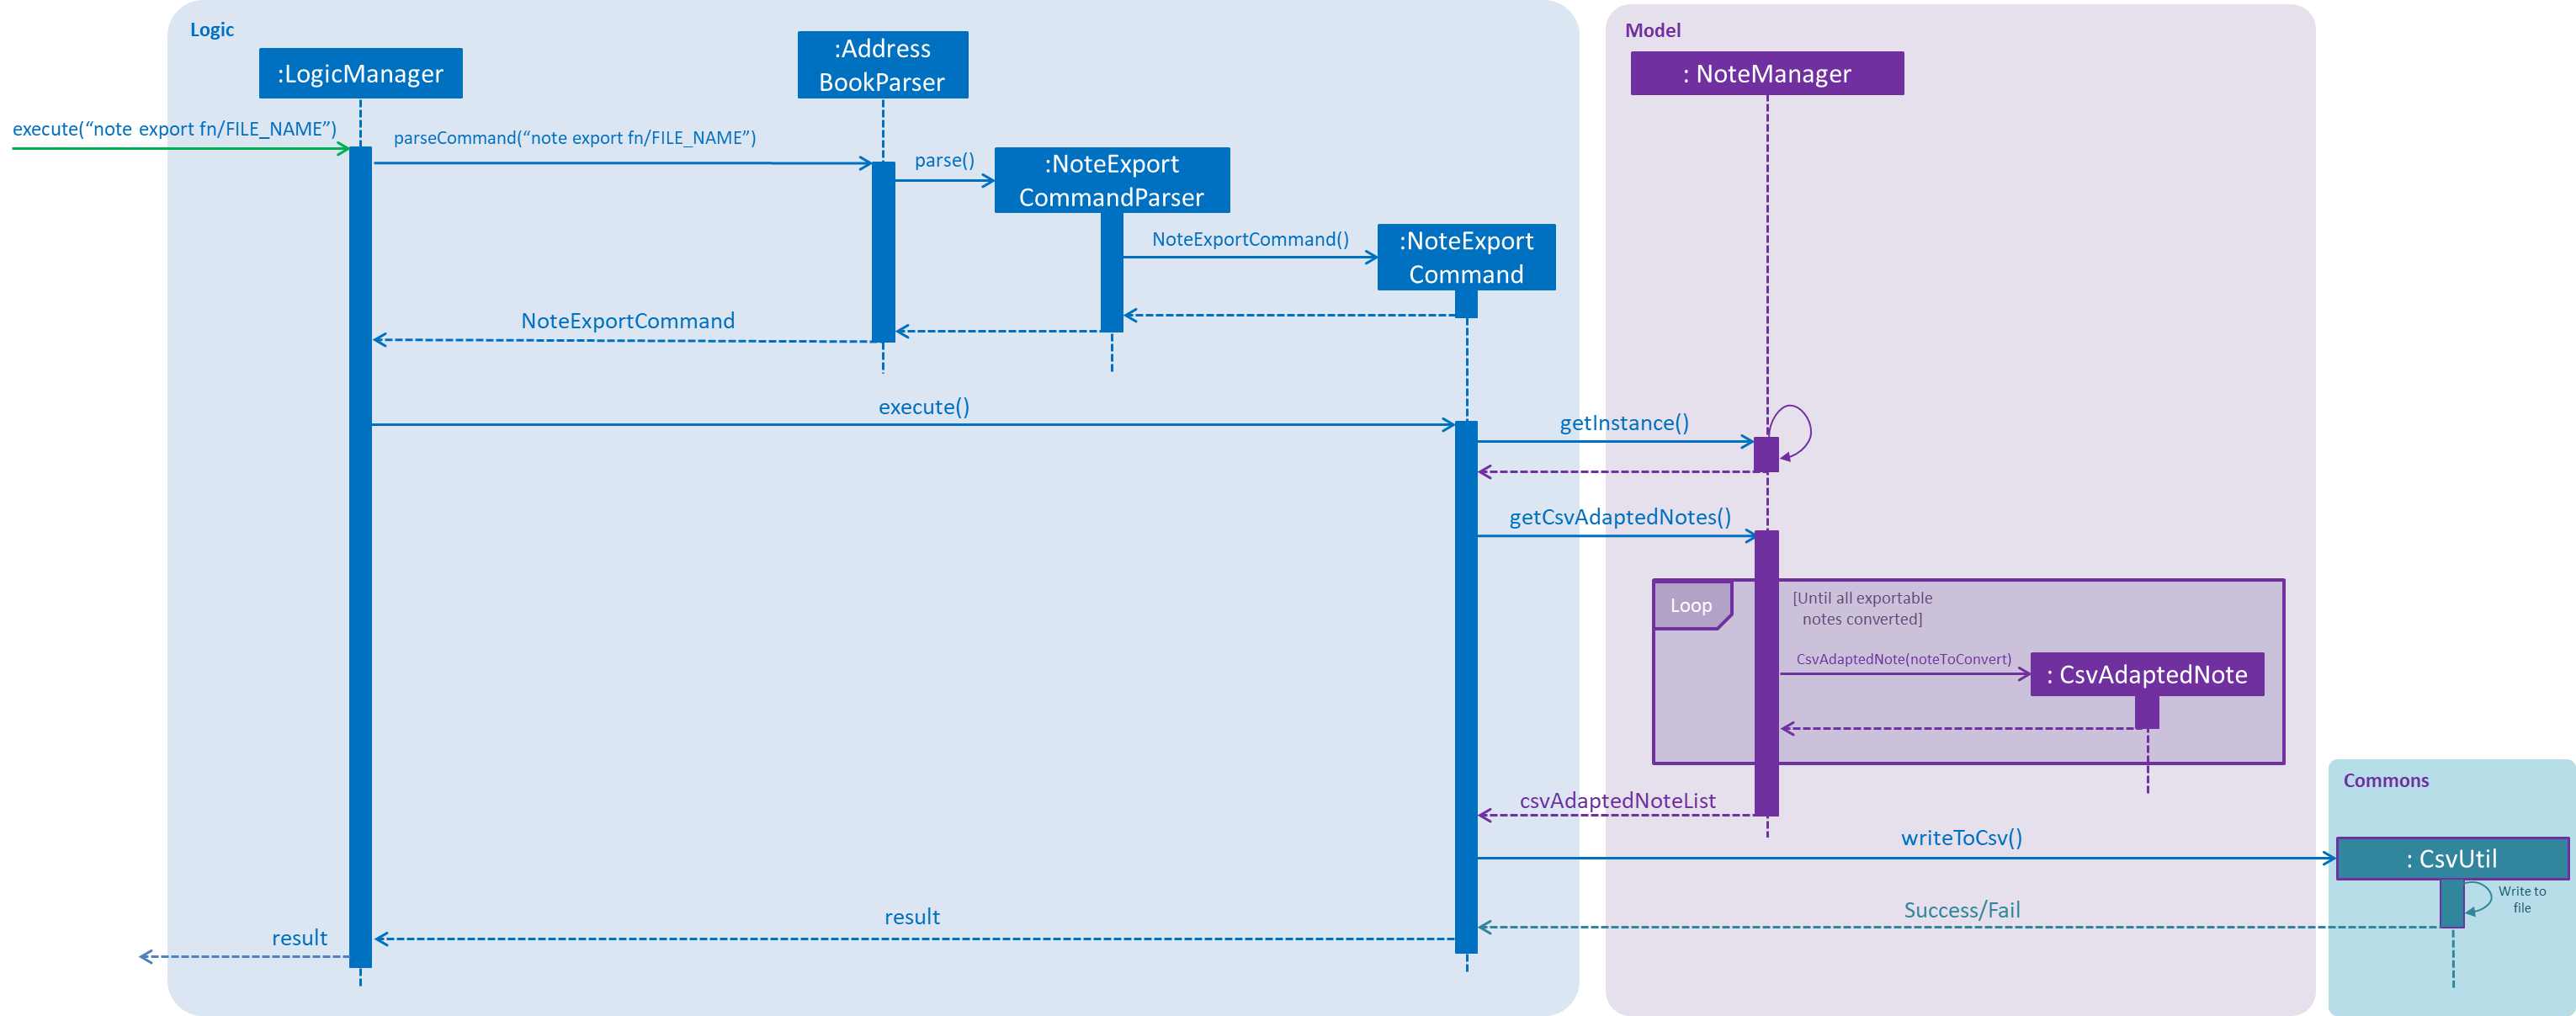 Logic
Model
:LogicManager
:Address
BookParser
: NoteManager
execute(“note export fn/FILE_NAME”)
parseCommand(“note export fn/FILE_NAME”)
parse()
:NoteExport
CommandParser
NoteExportCommand()
:NoteExport
Command
NoteExportCommand
execute()
getInstance()
getCsvAdaptedNotes()
Loop
[Until all exportable
notes converted]
CsvAdaptedNote(noteToConvert)
: CsvAdaptedNote
Commons
csvAdaptedNoteList
writeToCsv()
: CsvUtil
Write to
file
Success/Fail
result
result